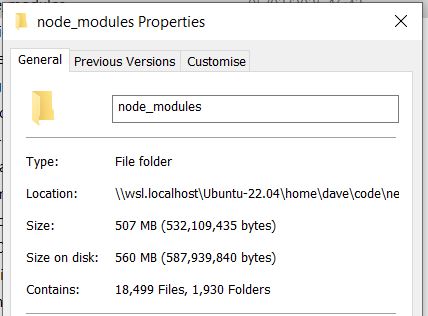 node_modules Properties
General Previous Versions Customise
node_modules
Type: File folder
Location: \\wsl.localhost\Ubuntu-22.04\home\dave\code\ne
Size: 507 MB (532,109,435 bytes)
Size on disk: 560 MB (587,939,840 bytes)
Contains: 18,499 Files, 1,930 Folders